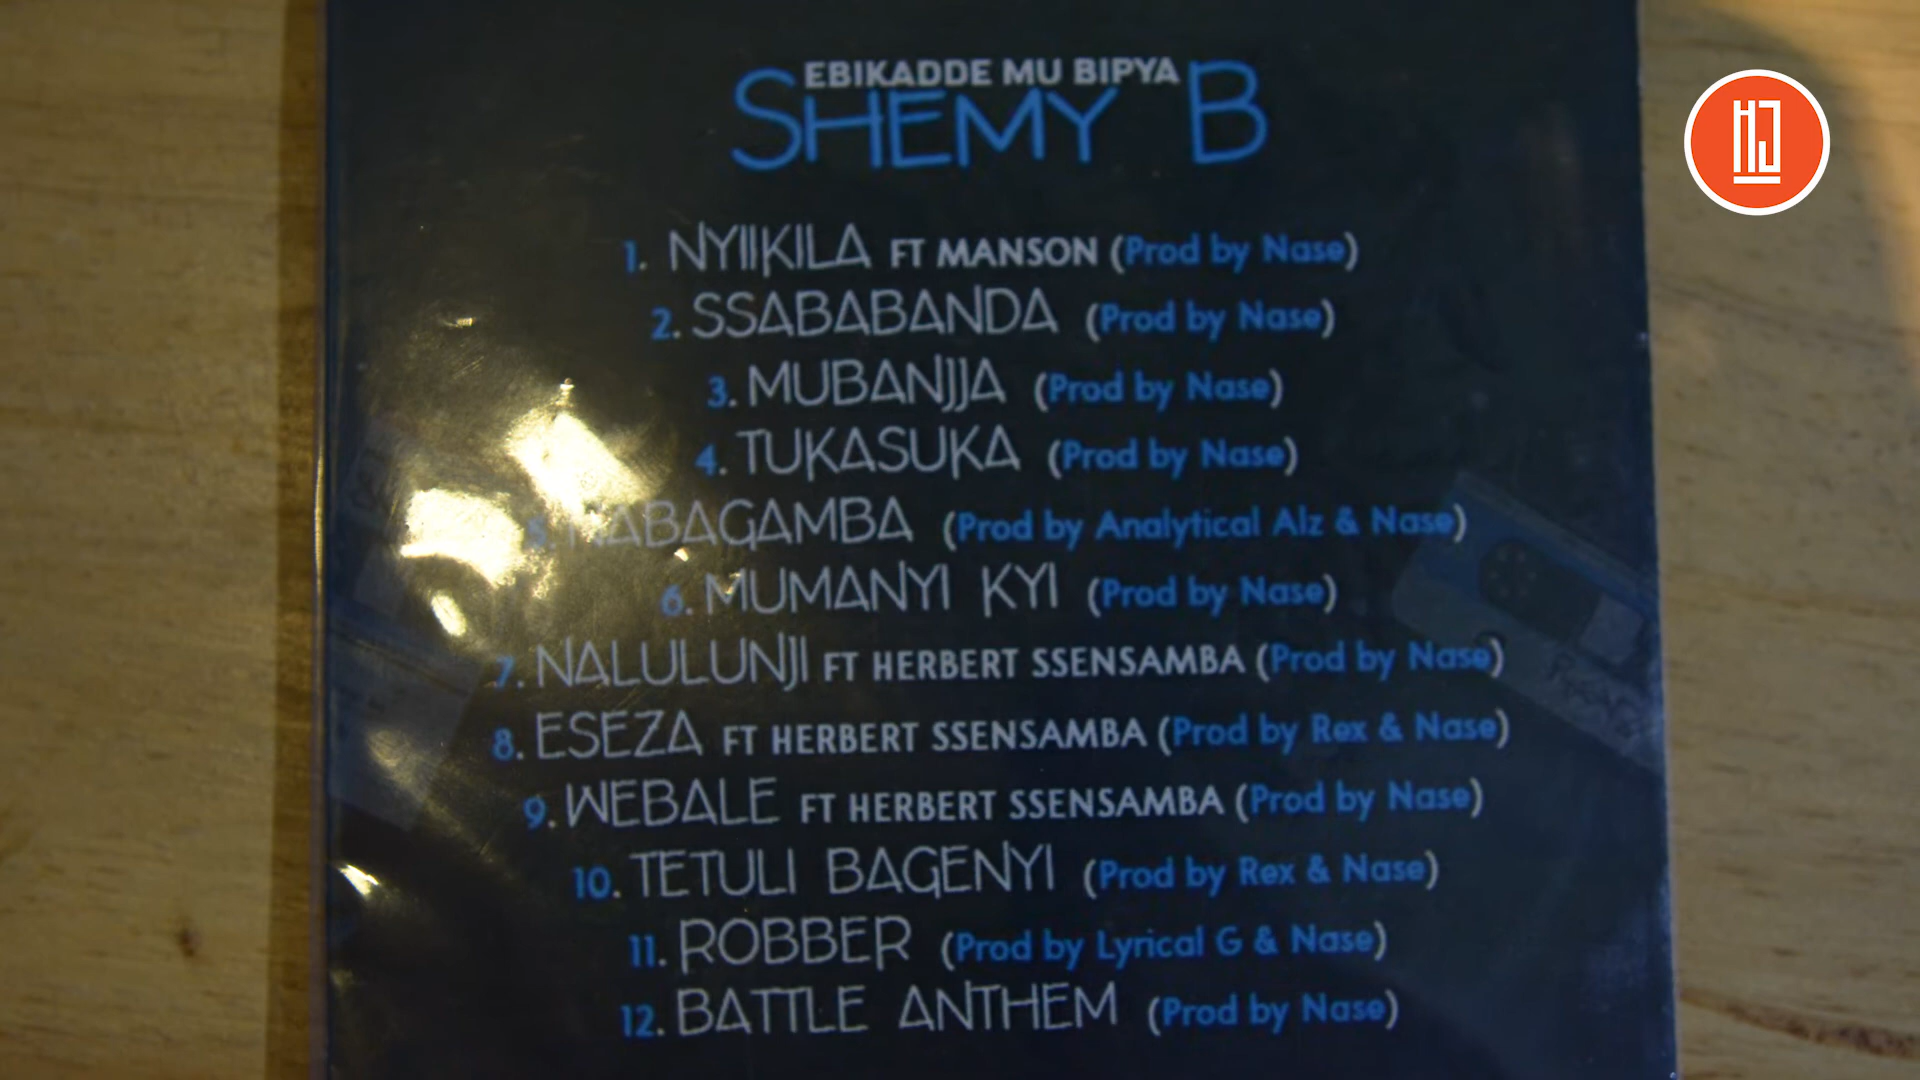 EBIKADDE MU BIPYA
SHEMY B
1. NYIIKILA FT MANSON (Prod by Nase)
2. SSABABANDA (Prod by Nase)
3. MUBANJJA (Prod by Nase)
4. TUKASUKA (Prod by Nase)
5. (Prod by Analytical Alz & Nase)
6. MUMANYI KYI (Prod by Nase)
7. NALULUNJI FT HERBERT SSENSAMBA (Prod by Nase)
8. ESEZA FT HERBERT SSENSAMBA (Prod by Rex & Nase)
9. WEBALE FT HERBERT SSENSAMBA (Prod by Nase)
10. TETULI BAGENYI (Prod by Rex & Nase)
11. ROBBER (Prod by Lyrical G & Nase)
12. BATTLE ANTHEM (Prod by Nase)